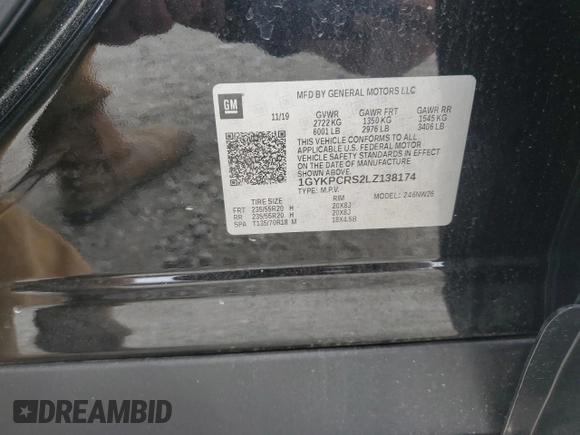 MFD BY GENERAL MOTORS LLC
GM
11/19 GVWR GAWR FRT GAWR RR
2722 KG 1350 KG 1545 KG
6001 LB 2976 LB 3406 LB
THIS VEHICLE CONFORMS TO ALL
APPLICABLE U.S. FEDERAL MOTOR
VEHICLE SAFETY STANDARDS IN EFFECT
ON THE DATE OF MANUFACTURE
SHOWN ABOVE.
1GYKPCRS2LZ138174
TYPE: M.P.V. MODEL: Z46NW26
TIRE SIZE RIM
FRT 235/55R20 H 20X8J
RR 235/55R20 H 20X8J
SPA T135/70R18 M 18X4.5B
DREAMBID